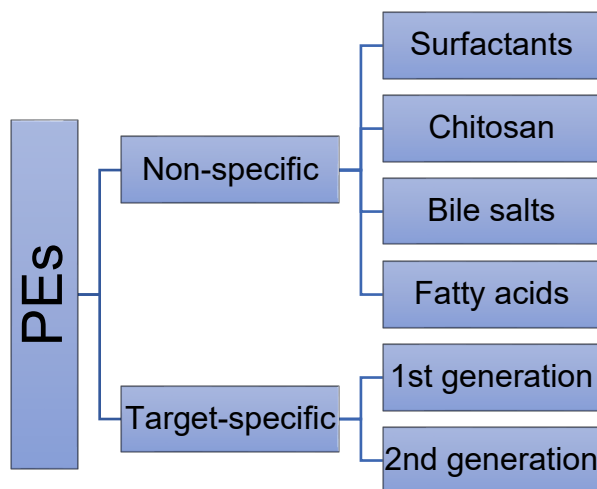 PEs
Non-specific
Surfactants
Chitosan
Bile salts
Fatty acids
Target-specific
1st generation
2nd generation